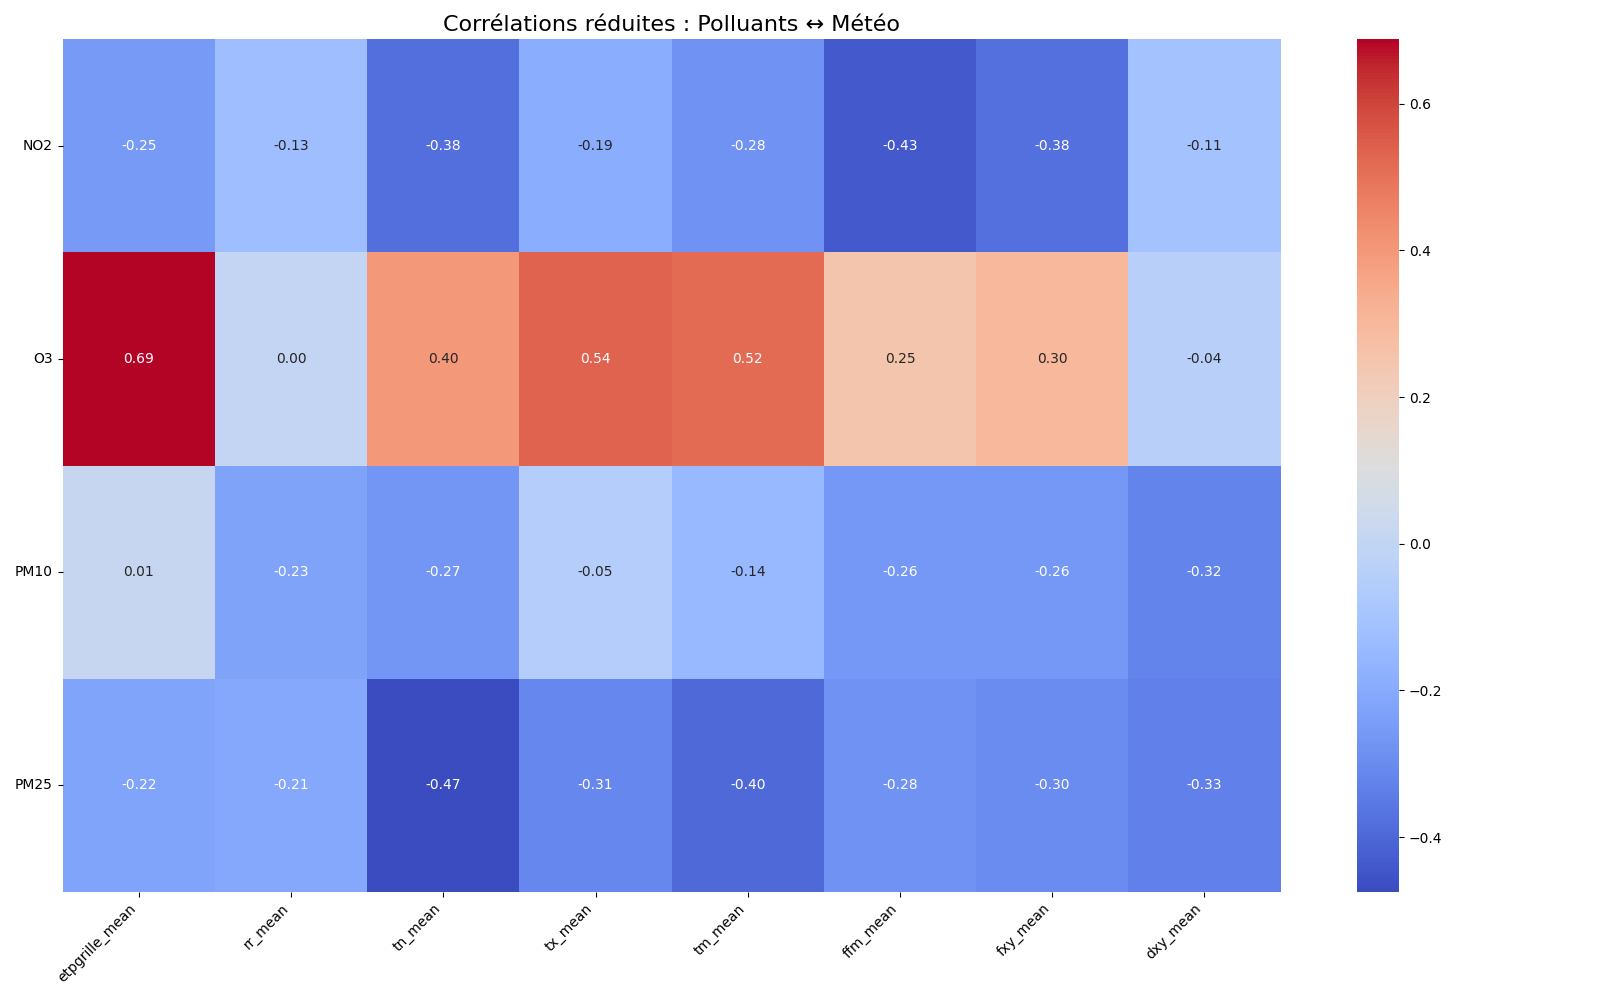 Corrélations réduites : Polluants ↔ Météo
NO2 -0.25 -0.13 -0.38 -0.19 -0.28 -0.43 -0.38 -0.11
O3 0.69 0.00 0.40 0.54 0.52 0.25 0.30 -0.04
PM10 0.01 -0.23 -0.27 -0.05 -0.14 -0.26 -0.26 -0.32
PM25 -0.22 -0.21 -0.47 -0.31 -0.40 -0.28 -0.30 -0.33
etpgrille_mean rr_mean tn_mean tx_mean tm_mean ffm_mean fxy_mean dxy_mean
0.6
0.4
0.2
0.0
−0.2
−0.4